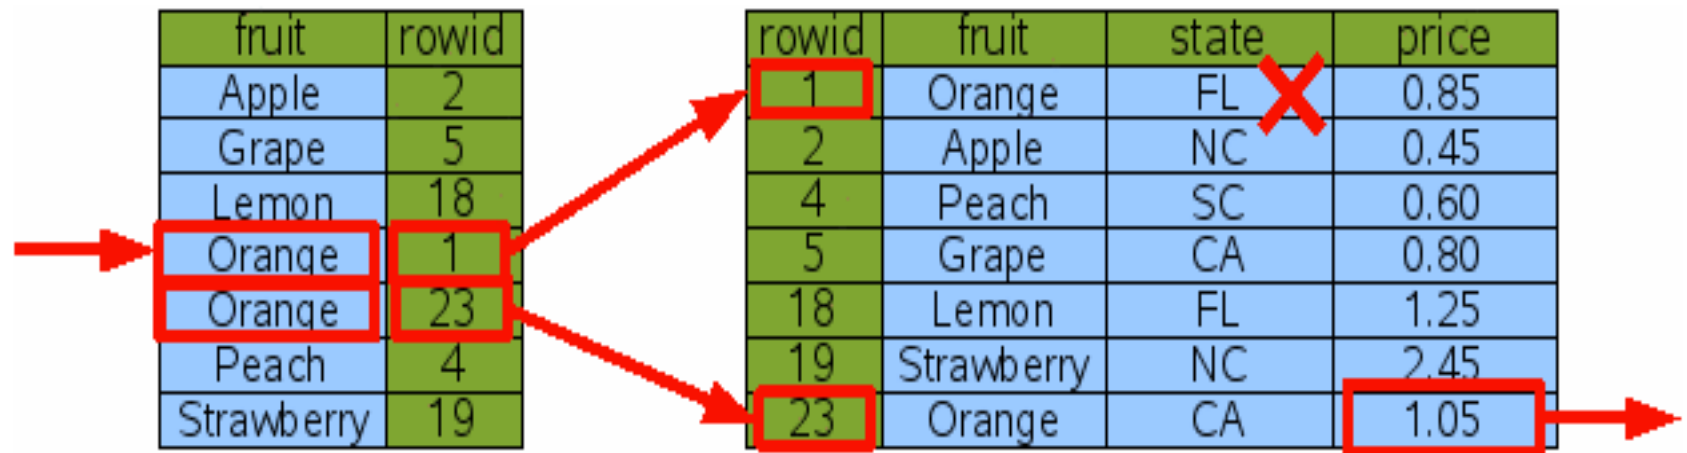 fruit rowid
Apple 2
Grape 5
Lemon 18
Orange 1
Orange 23
Peach 4
Strawberry 19
rowid fruit state price
1 Orange FL 0.85
2 Apple NC 0.45
4 Peach SC 0.60
5 Grape CA 0.80
18 Lemon FL 1.25
19 Strawberry NC 2.45
23 Orange CA 1.05